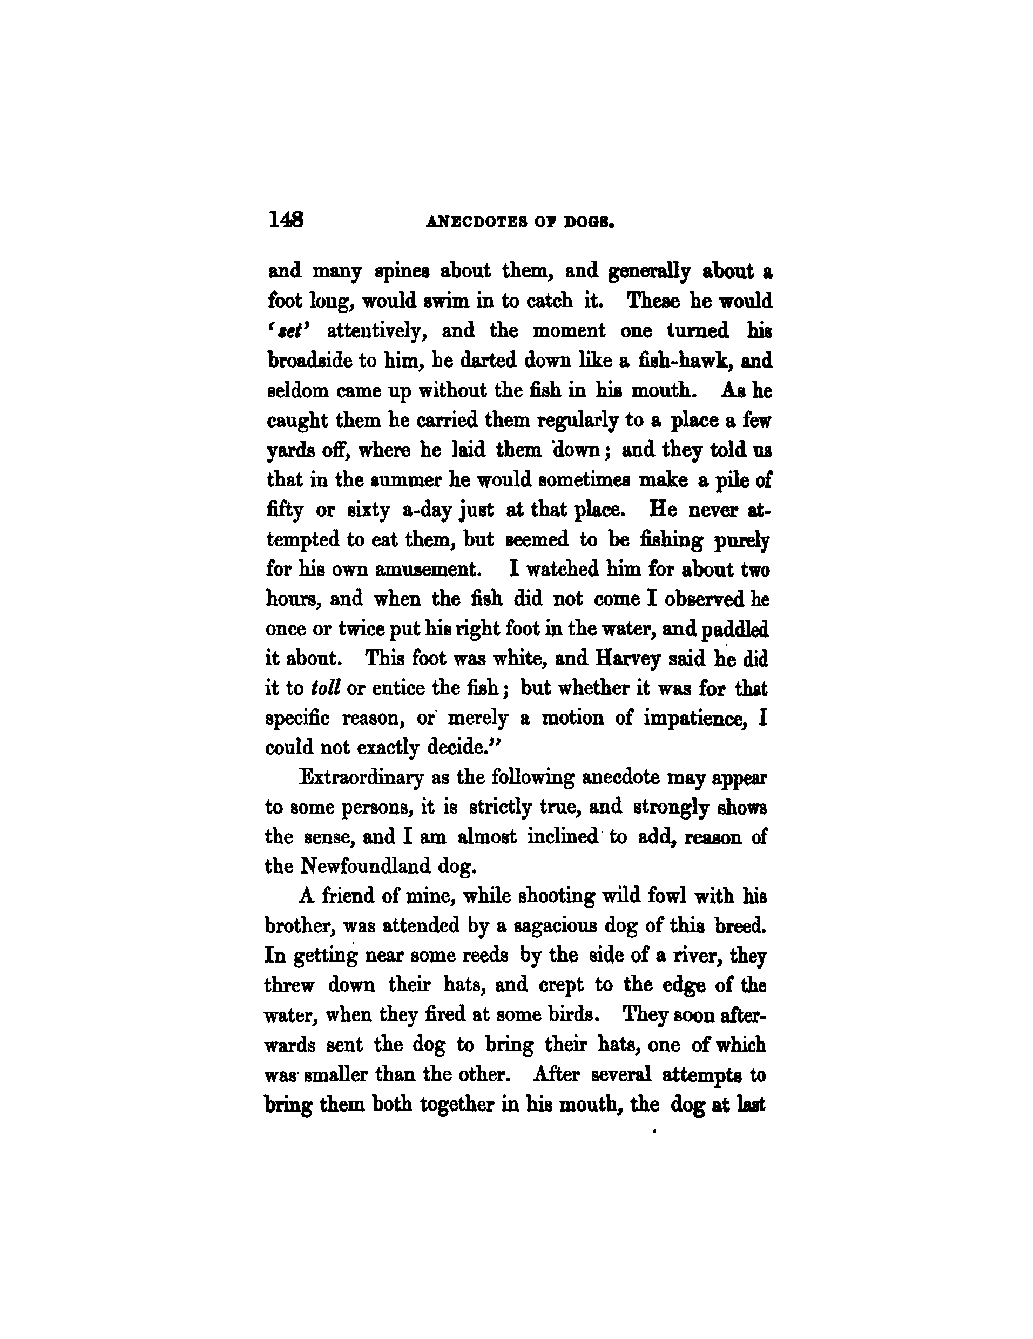 148 ANECDOTES OF DOGS.
and many spines about them, and generally about a
foot long, would swim in to catch it. These he would
‘set’ attentively, and the moment one turned his
broadside to him, he darted down like a fish-hawk, and
seldom came up without the fish in his mouth. As he
caught them he carried them regularly to a place a few
yards off, where he laid them down; and they told us
that in the summer he would sometimes make a pile of
fifty or sixty a-day just at that place. He never at-
tempted to eat them, but seemed to be fishing purely
for his own amusement. I watched him for about two
hours, and when the fish did not come I observed he
once or twice put his right foot in the water, and paddled
it about. This foot was white, and Harvey said he did
it to toll or entice the fish; but whether it was for that
specific reason, or merely a motion of impatience, I
could not exactly decide.”
Extraordinary as the following anecdote may appear
to some persons, it is strictly true, and strongly shows
the sense, and I am almost inclined to add, reason of
the Newfoundland dog.
A friend of mine, while shooting wild fowl with his
brother, was attended by a sagacious dog of this breed.
In getting near some reeds by the side of a river, they
threw down their hats, and crept to the edge of the
water, when they fired at some birds. They soon after-
wards sent the dog to bring their hats, one of which
was smaller than the other. After several attempts to
bring them both together in his mouth, the dog at last